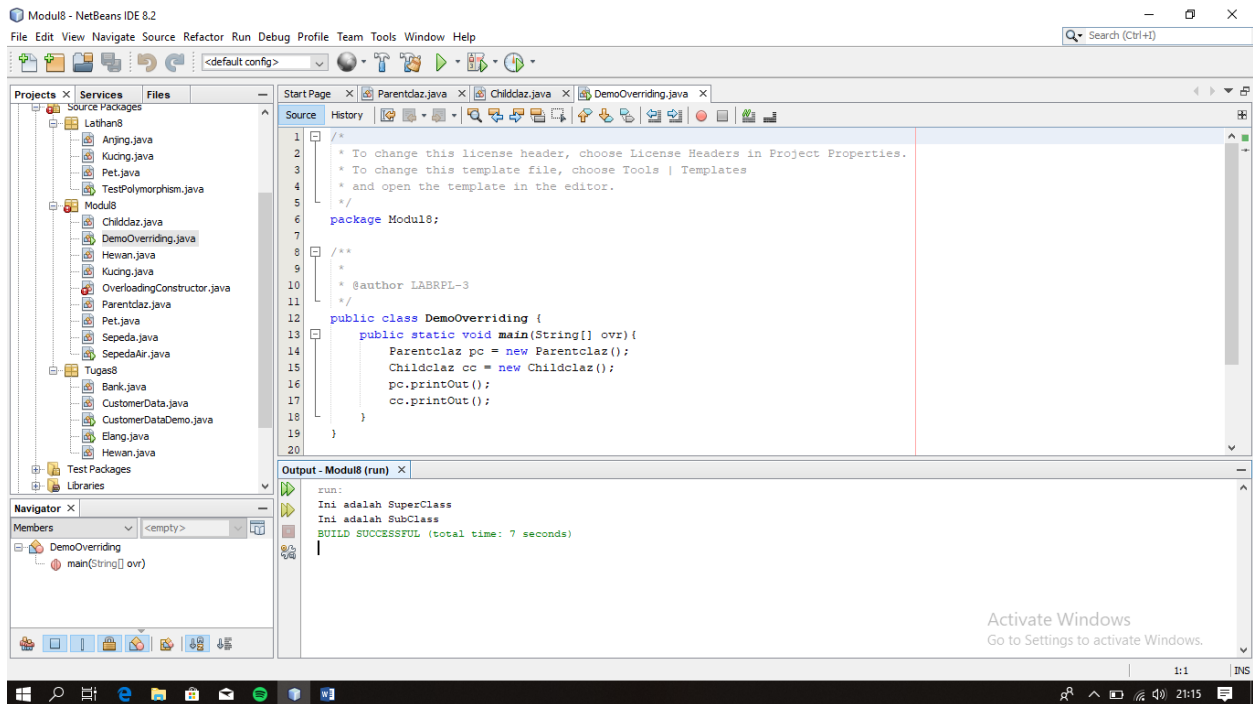 Modul8 - NetBeans IDE 8.2
File Edit View Navigate Source Refactor Run Debug Profile Team Tools Window Help
Search (Ctrl+I)
<default config>
Projects Services Files
Source Packages
Latihan8
Anjing.java
Kucing.java
Pet.java
TestPolymorphism.java
Modul8
Childclaz.java
DemoOverriding.java
Hewan.java
Kucing.java
OverloadingConstructor.java
Parentclaz.java
Pet.java
Sepeda.java
SepedaAir.java
Tugas8
Bank.java
CustomerData.java
CustomerDataDemo.java
Elang.java
Hewan.java
Test Packages
Libraries
Navigator
Members <empty>
DemoOverriding
main(String[] ovr)
Start Page Parentclaz.java Childclaz.java DemoOverriding.java
Source History
1 /*
2 * To change this license header, choose License Headers in Project Properties.
3 * To change this template file, choose Tools | Templates
4 * and open the template in the editor.
5 */
6 package Modul8;
7
8 /**
9 *
10 * @author LABRPL-3
11 */
12 public class DemoOverriding {
13 public static void main(String[] ovr){
14 Parentclaz pc = new Parentclaz();
15 Childclaz cc = new Childclaz();
16 pc.printOut();
17 cc.printOut();
18 }
19 }
20
Output - Modul8 (run)
run:
Ini adalah SuperClass
Ini adalah SubClass
BUILD SUCCESSFUL (total time: 7 seconds)
Activate Windows
Go to Settings to activate Windows.
1:1 INS
21:15